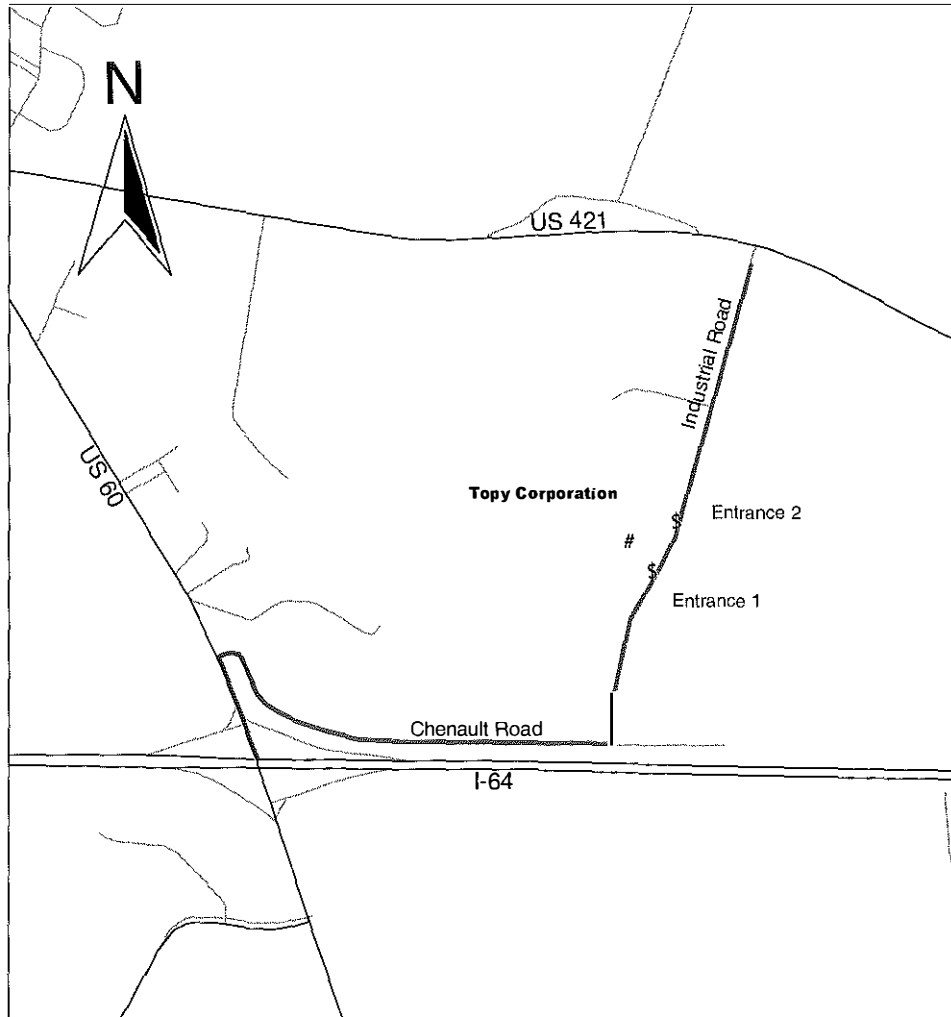 N
US 421
Industrial Road
US 60
Topy Corporation
Entrance 2
#
Entrance 1
Chenault Road
I-64